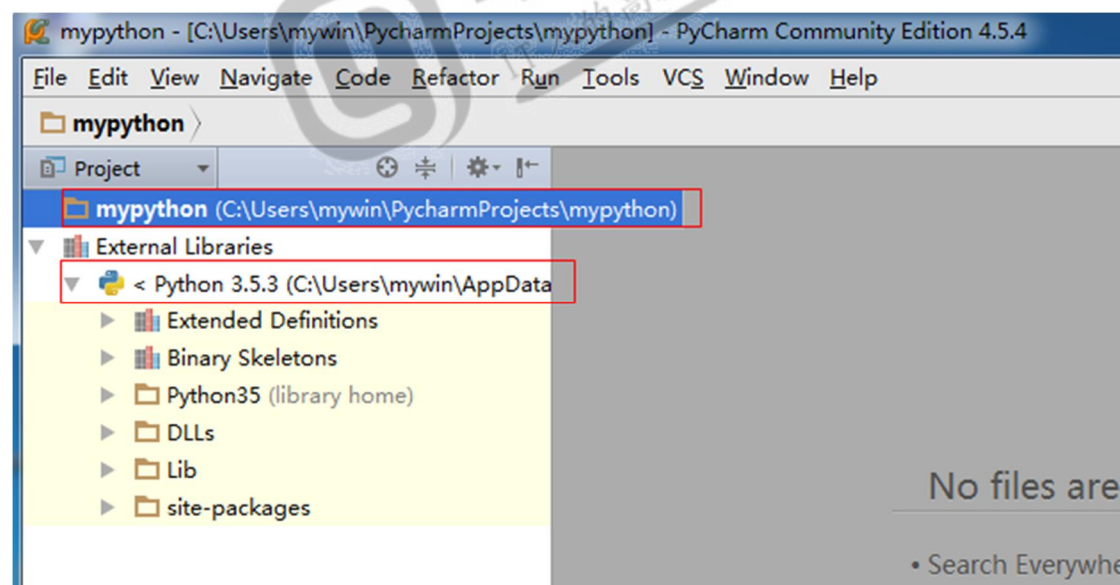 mypython - [C:\Users\mywin\PycharmProjects\mypython] - PyCharm Community Edition 4.5.4
File Edit View Navigate Code Refactor Run Tools VCS Window Help
mypython
Project
mypython (C:\Users\mywin\PycharmProjects\mypython)
External Libraries
< Python 3.5.3 (C:\Users\mywin\AppData
Extended Definitions
Binary Skeletons
Python35 (library home)
DLLs
Lib
site-packages
No files are
• Search Everywhe